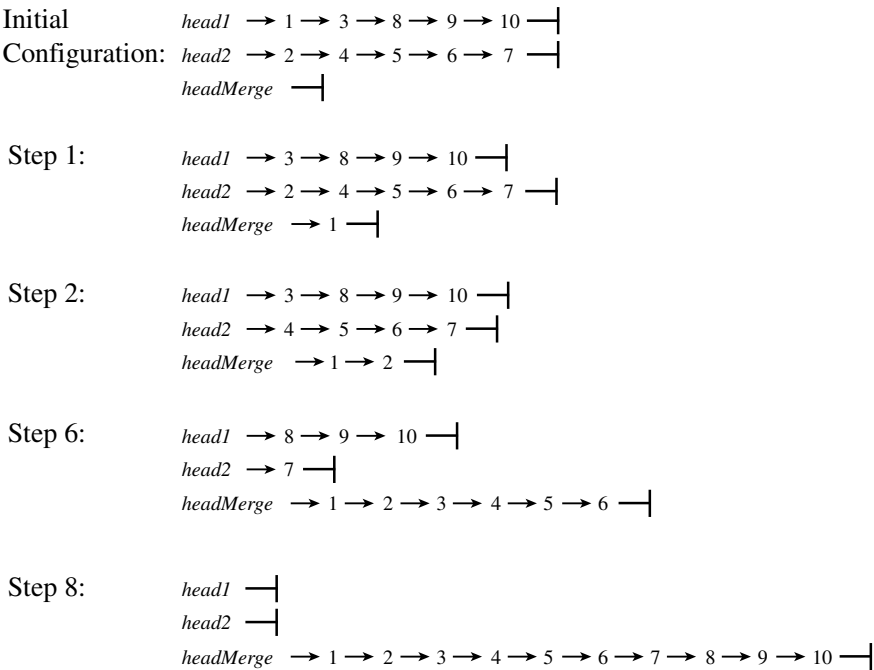 Initial
Configuration:
head1 → 1 → 3 → 8 → 9 → 10
head2 → 2 → 4 → 5 → 6 → 7
headMerge
Step 1:
head1 → 3 → 8 → 9 → 10
head2 → 2 → 4 → 5 → 6 → 7
headMerge → 1
Step 2:
head1 → 3 → 8 → 9 → 10
head2 → 4 → 5 → 6 → 7
headMerge → 1 → 2
Step 6:
head1 → 8 → 9 → 10
head2 → 7
headMerge → 1 → 2 → 3 → 4 → 5 → 6
Step 8:
head1
head2
headMerge → 1 → 2 → 3 → 4 → 5 → 6 → 7 → 8 → 9 → 10